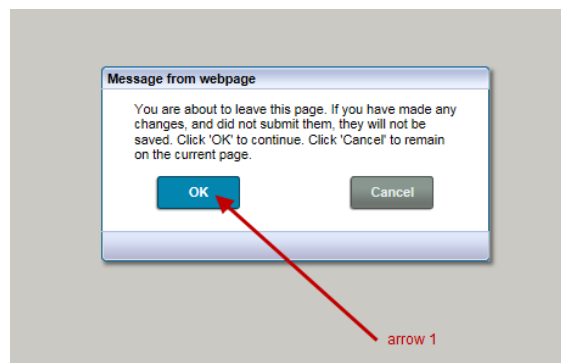 Message from webpage
You are about to leave this page. If you have made any
changes, and did not submit them, they will not be
saved. Click 'OK' to continue. Click 'Cancel' to remain
on the current page.
OK
Cancel
arrow 1